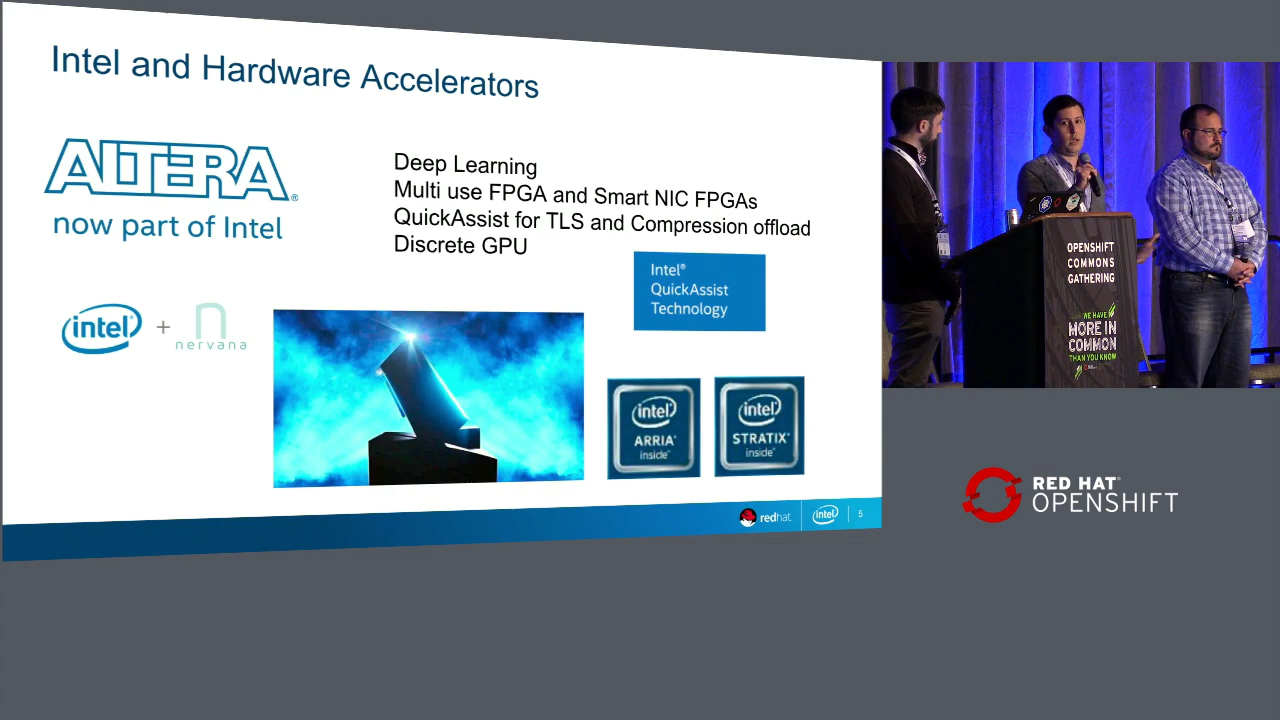 Intel and Hardware Accelerators
ALTERA®
now part of Intel
Deep Learning
Multi use FPGA and Smart NIC FPGAs
QuickAssist for TLS and Compression offload
Discrete GPU
Intel®
QuickAssist
Technology
intel + nervana
intel
ARRIA®
inside™
intel
STRATIX®
inside™
redhat. intel 5
OPENSHIFT
COMMONS
GATHERING
WE HAVE
MORE IN
COMMON
THAN YOU KNOW
RED HAT®
OPENSHIFT